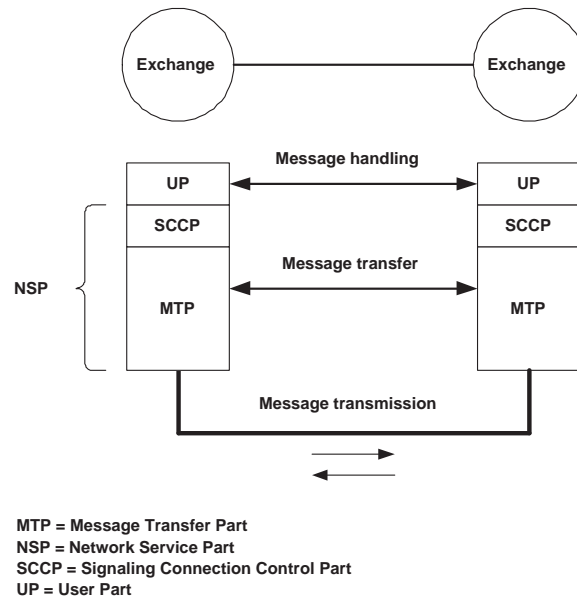 Exchange
Exchange
Message handling
UP
UP
SCCP
SCCP
Message transfer
NSP
MTP
MTP
Message transmission
MTP = Message Transfer Part
NSP = Network Service Part
SCCP = Signaling Connection Control Part
UP = User Part